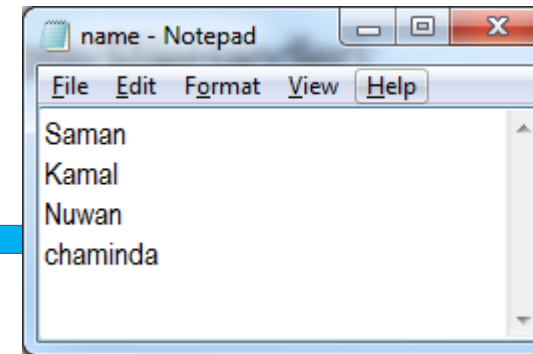 name - Notepad
File Edit Format View Help
Saman
Kamal
Nuwan
chaminda